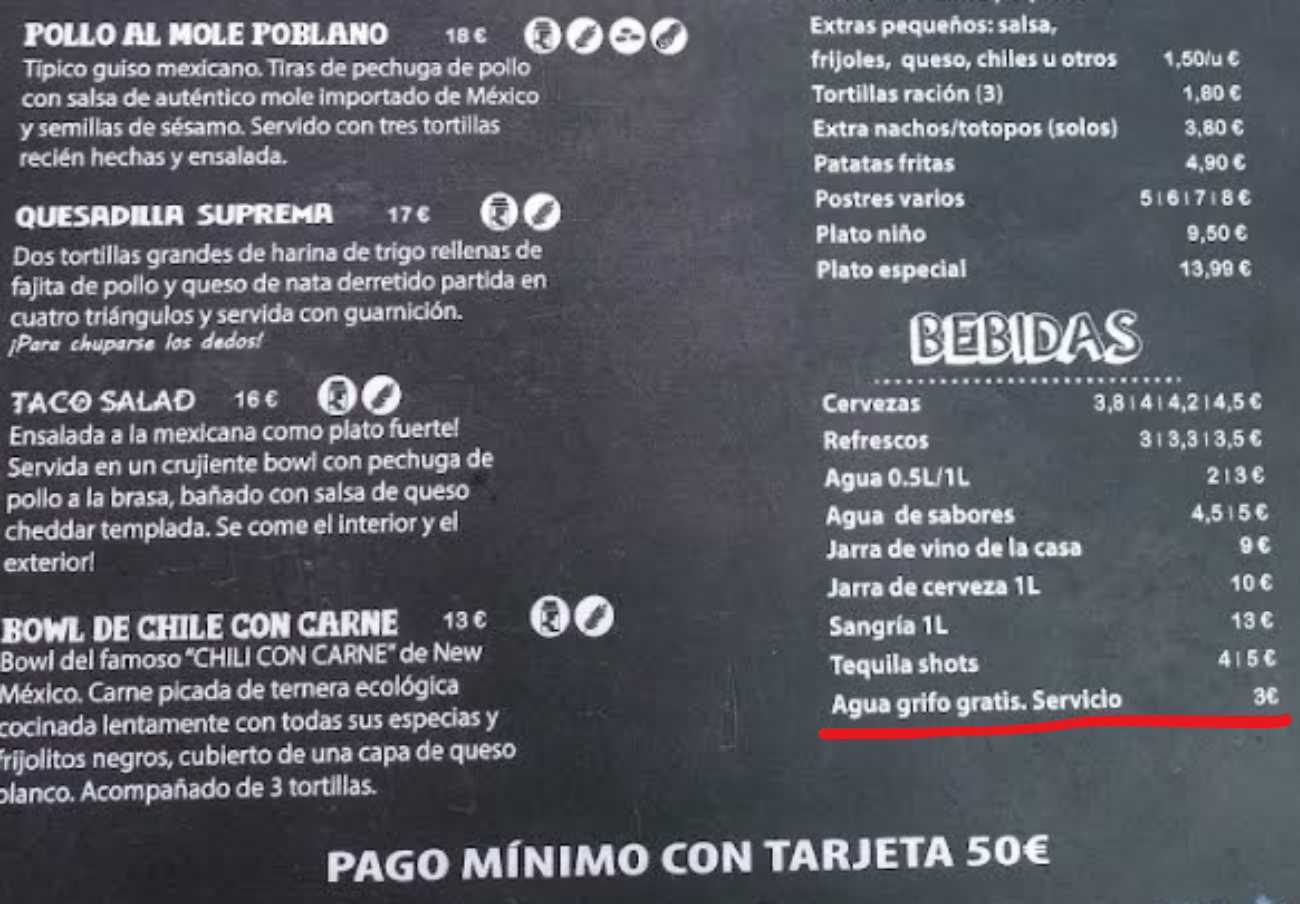 POLLO AL MOLE POBLANO 18 €
Típico guiso mexicano. Tiras de pechuga de pollo
con salsa de auténtico mole importado de México
y semillas de sésamo. Servido con tres tortillas
recién hechas y ensalada.
QUESADILLA SUPREMA 17 €
Dos tortillas grandes de harina de trigo rellenas de
fajita de pollo y queso de nata derretido partida en
cuatro triángulos y servida con guarnición.
¡Para chuparse los dedos!
TACO SALAD 16 €
Ensalada a la mexicana como plato fuerte!
Servida en un crujiente bowl con pechuga de
pollo a la brasa, bañado con salsa de queso
cheddar templada. Se come el interior y el
exterior!
BOWL DE CHILE CON CARNE 13 €
Bowl del famoso "CHILI CON CARNE" de New
México. Carne picada de ternera ecológica
cocinada lentamente con todas sus especias y
frijolitos negros, cubierto de una capa de queso
blanco. Acompañado de 3 tortillas.
Extras pequeños: salsa,
frijoles, queso, chiles u otros 1,50/u €
Tortillas ración (3) 1,80 €
Extra nachos/totopos (solos) 3,80 €
Patatas fritas 4,90 €
Postres varios 5|6|7|8 €
Plato niño 9,50 €
Plato especial 13,99 €
BEBIDAS
Cervezas 3,8|4|4,2|4,5 €
Refrescos 3|3,3|3,5 €
Agua 0.5L/1L 2|3 €
Agua de sabores 4,5|5 €
Jarra de vino de la casa 9 €
Jarra de cerveza 1L 10 €
Sangría 1L 13 €
Tequila shots 4|5 €
Agua grifo gratis. Servicio 3€
PAGO MÍNIMO CON TARJETA 50€